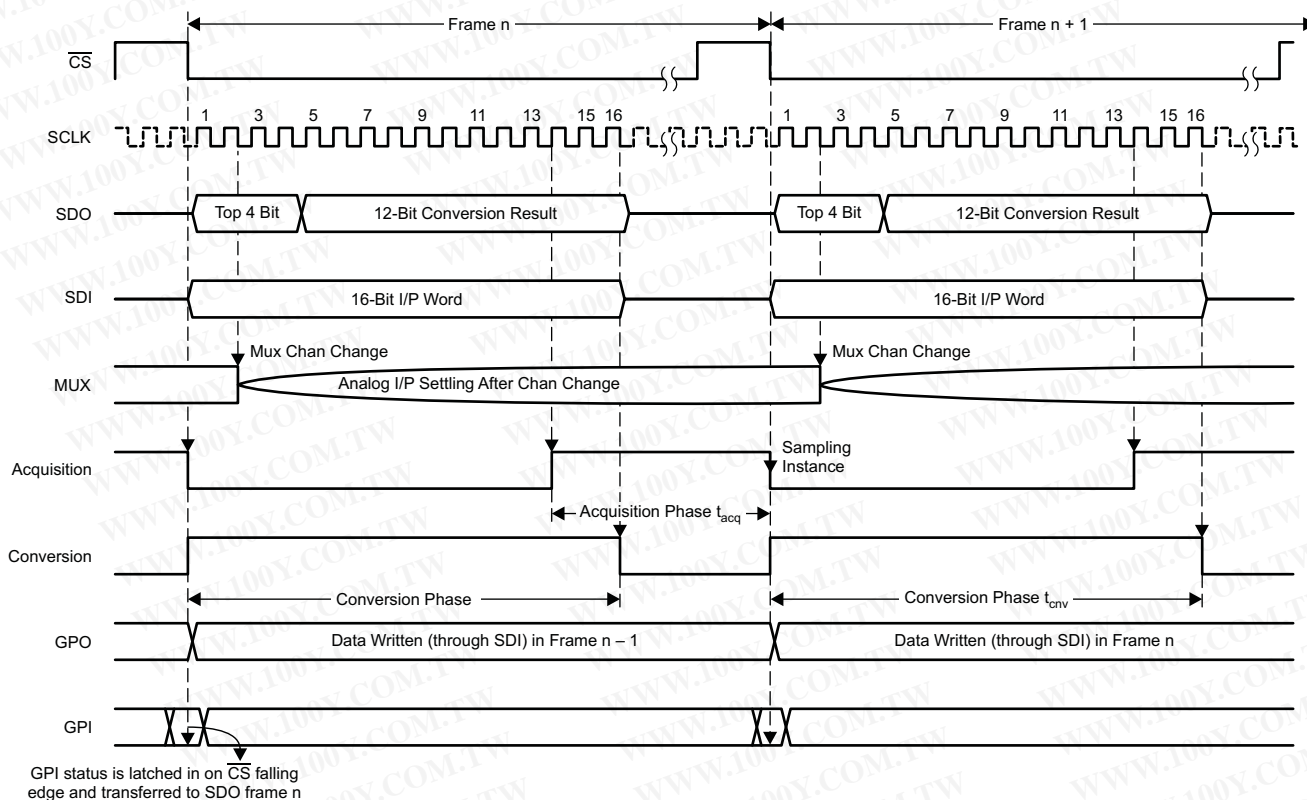 Frame n
Frame n + 1
CS
1 3 5 7 9 11 13 15 16
1 3 5 7 9 11 13 15 16
SCLK
SDO
Top 4 Bit
12-Bit Conversion Result
Top 4 Bit
12-Bit Conversion Result
SDI
16-Bit I/P Word
16-Bit I/P Word
Mux Chan Change
Mux Chan Change
MUX
Analog I/P Settling After Chan Change
Sampling
Instance
Acquisition
Acquisition Phase tacq
Conversion
Conversion Phase
Conversion Phase tcnv
GPO
Data Written (through SDI) in Frame n – 1
Data Written (through SDI) in Frame n
GPI
GPI status is latched in on CS falling
edge and transferred to SDO frame n
WWW.100Y.COM.TW